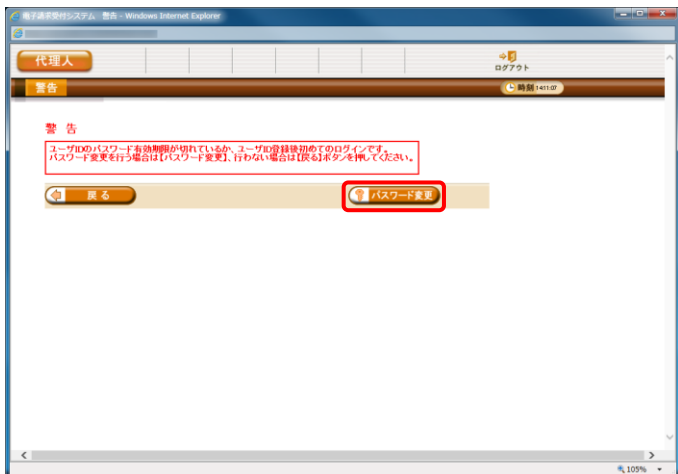 電子請求受付システム 警告 - Windows Internet Explorer
代理人
ログアウト
警告
時刻 14:11:07
警 告
ユーザIDのパスワード有効期限が切れているか、ユーザID登録後初めてのログインです。
パスワード変更を行う場合は【パスワード変更】、行わない場合は【戻る】ボタンを押してください。
戻 る
パスワード変更
105%